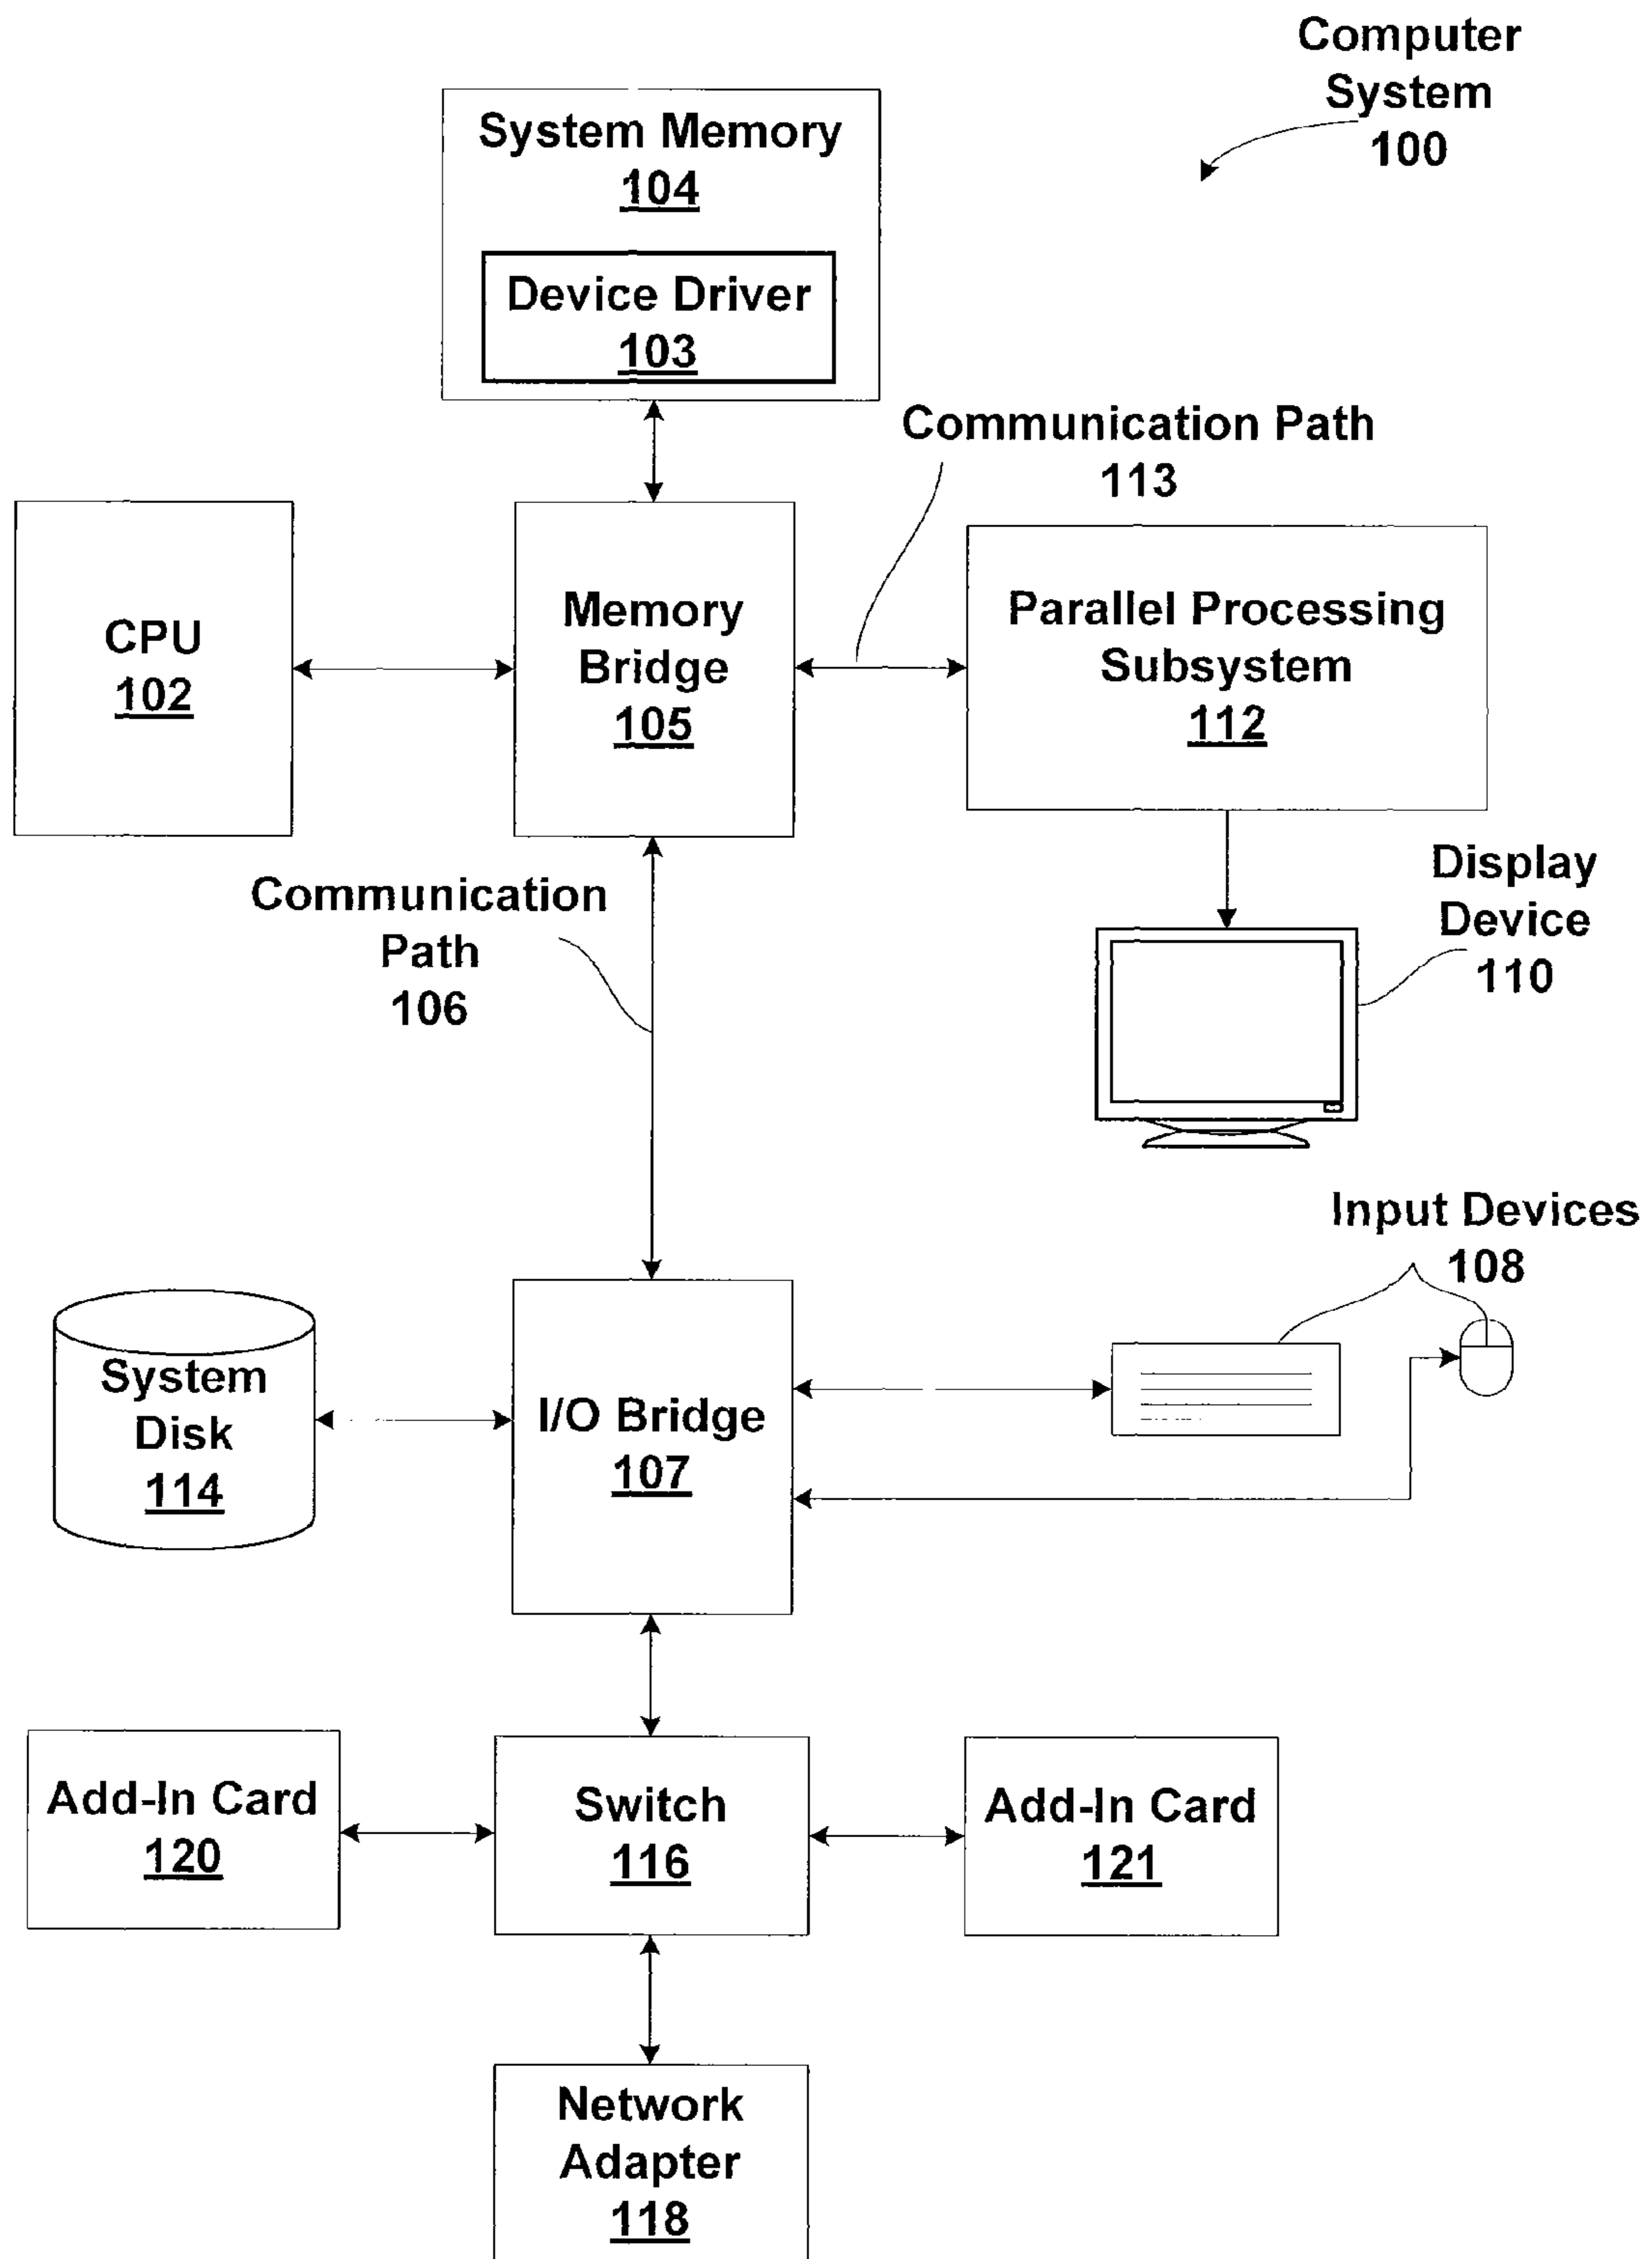 Computer
System
100
System Memory
104
Device Driver
103
Communication Path
113
CPU
102
Memory
Bridge
105
Parallel Processing
Subsystem
112
Communication
Path
106
Display
Device
110
Input Devices
108
System
Disk
114
I/O Bridge
107
Add-In Card
120
Switch
116
Add-In Card
121
Network
Adapter
118